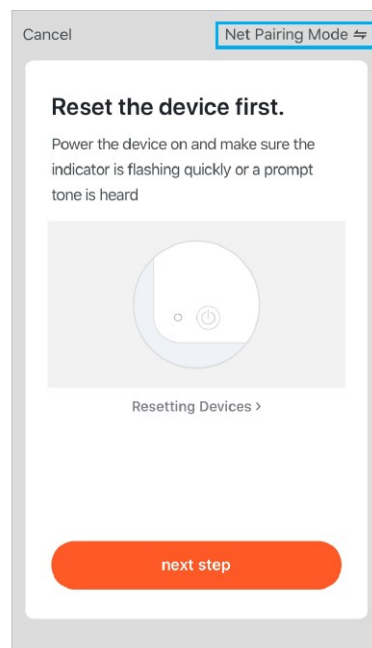 Cancel
Net Pairing Mode ⇋
Reset the device first.
Power the device on and make sure the
indicator is flashing quickly or a prompt
tone is heard
Resetting Devices >
next step